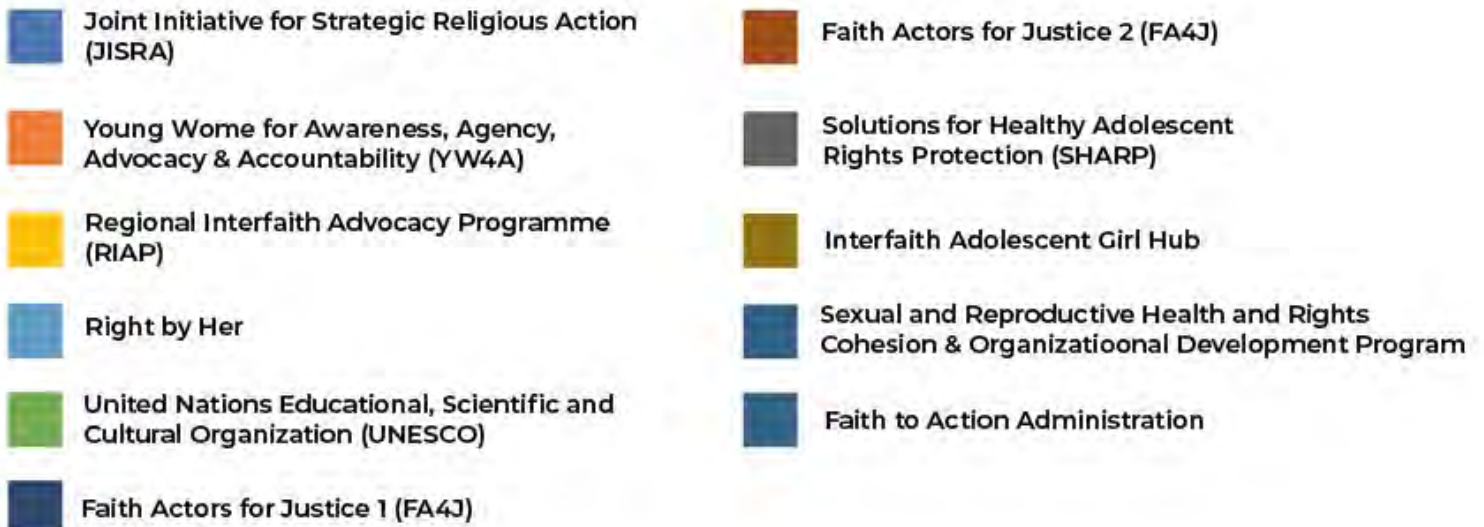 Joint Initiative for Strategic Religious Action
(JISRA)
Young Wome for Awareness, Agency,
Advocacy & Accountability (YW4A)
Regional Interfaith Advocacy Programme
(RIAP)
Right by Her
United Nations Educational, Scientific and
Cultural Organization (UNESCO)
Faith Actors for Justice 1 (FA4J)
Faith Actors for Justice 2 (FA4J)
Solutions for Healthy Adolescent
Rights Protection (SHARP)
Interfaith Adolescent Girl Hub
Sexual and Reproductive Health and Rights
Cohesion & Organizatioonal Development Program
Faith to Action Administration